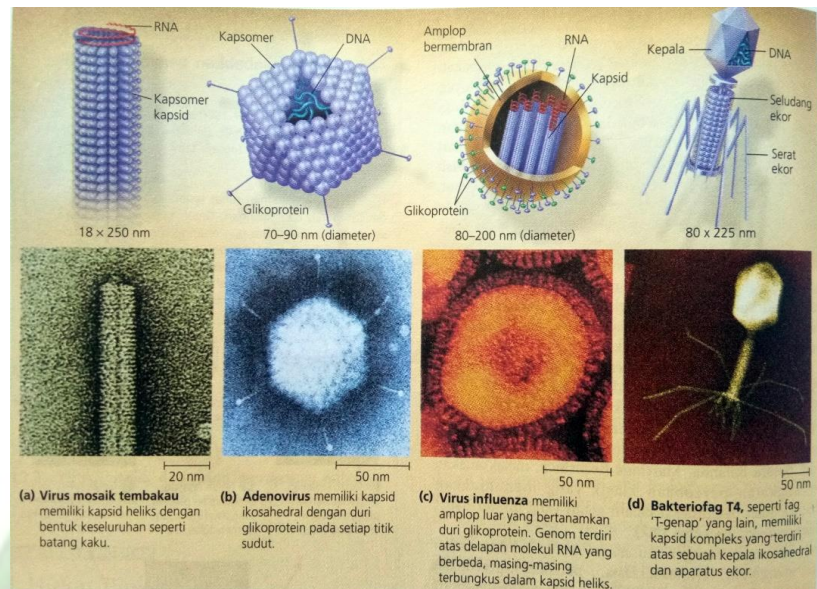 RNA
Kapsomer
kapsid
18 x 250 nm
Kapsomer
DNA
Glikoprotein
70–90 nm (diameter)
Amplop
bermembran
RNA
Kapsid
Glikoprotein
80–200 nm (diameter)
Kepala
DNA
Seludang
ekor
Serat
ekor
80 x 225 nm
20 nm
50 nm
50 nm
50 nm
(a) Virus mosaik tembakau
memiliki kapsid heliks dengan
bentuk keseluruhan seperti
batang kaku.
(b) Adenovirus memiliki kapsid
ikosahedral dengan duri
glikoprotein pada setiap titik
sudut.
(c) Virus influenza memiliki
amplop luar yang bertanamkan
duri glikoprotein. Genom terdiri
atas delapan molekul RNA yang
berbeda, masing-masing
terbungkus dalam kapsid heliks.
(d) Bakteriofag T4, seperti fag
'T-genap' yang lain, memiliki
kapsid kompleks yang terdiri
atas sebuah kepala ikosahedral
dan aparatus ekor.